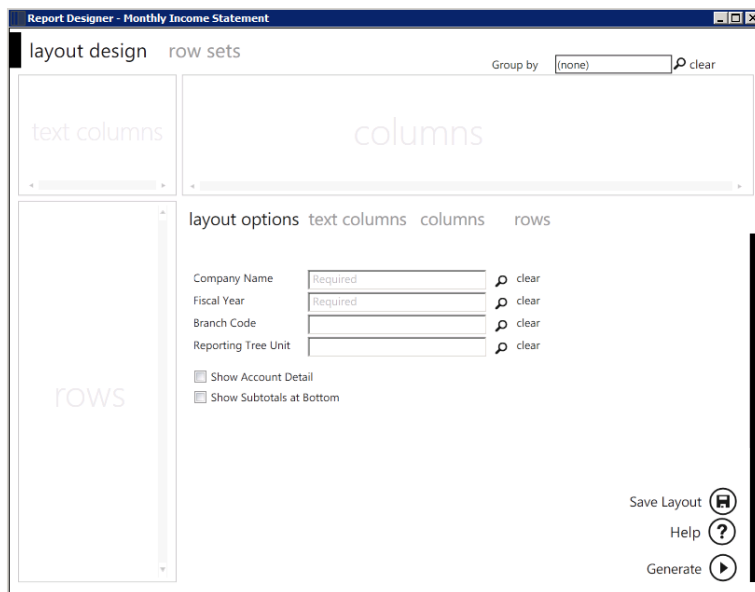 Report Designer - Monthly Income Statement
layout design row sets
Group by (none) clear
text columns
columns
layout options text columns columns rows
Company Name Required clear
Fiscal Year Required clear
Branch Code clear
Reporting Tree Unit clear
Show Account Detail
Show Subtotals at Bottom
rows
Save Layout
Help ?
Generate